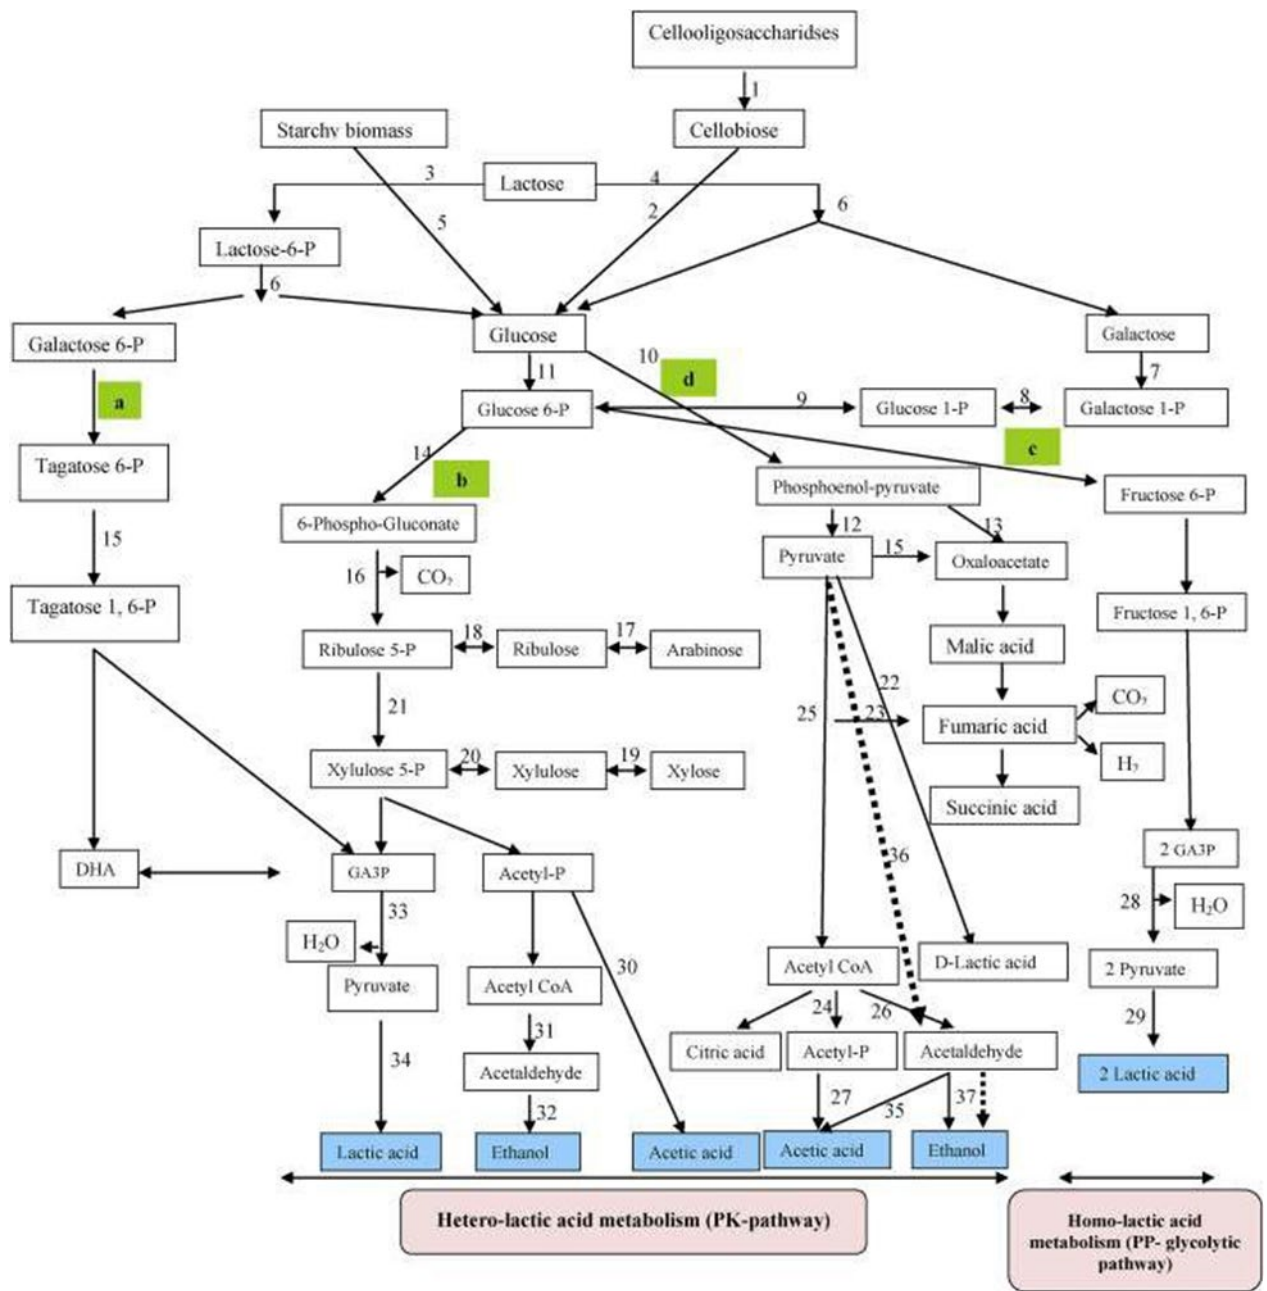 Cellooligosaccharidses
1
Starchv biomass
Cellobiose
3
Lactose
4
5
2
6
Lactose-6-P
6
Galactose 6-P
Glucose
Galactose
10
11
d
7
a
Glucose 6-P
9
Glucose 1-P
8
Galactose 1-P
14
c
Tagatose 6-P
b
Phosphoenol-pyruvate
Fructose 6-P
6-Phospho-Gluconate
12
13
15
Pyruvate
15
Oxaloacetate
16
CO₂
Tagatose 1, 6-P
Fructose 1, 6-P
18
17
Ribulose 5-P
Ribulose
Arabinose
Malic acid
22
21
25
23
Fumaric acid
CO₂
H₂
20
19
Xylulose 5-P
Xylulose
Xylose
Succinic acid
36
2 GA3P
DHA
GA3P
Acetyl-P
33
28
H₂O
H₂O
30
Acetyl CoA
D-Lactic acid
2 Pyruvate
Pyruvate
Acetyl CoA
24
26
29
31
34
Citric acid
Acetyl-P
Acetaldehyde
Acetaldehyde
2 Lactic acid
32
27
35
37
Lactic acid
Ethanol
Acetic acid
Acetic acid
Ethanol
Hetero-lactic acid metabolism (PK-pathway)
Homo-lactic acid
metabolism (PP- glycolytic
pathway)